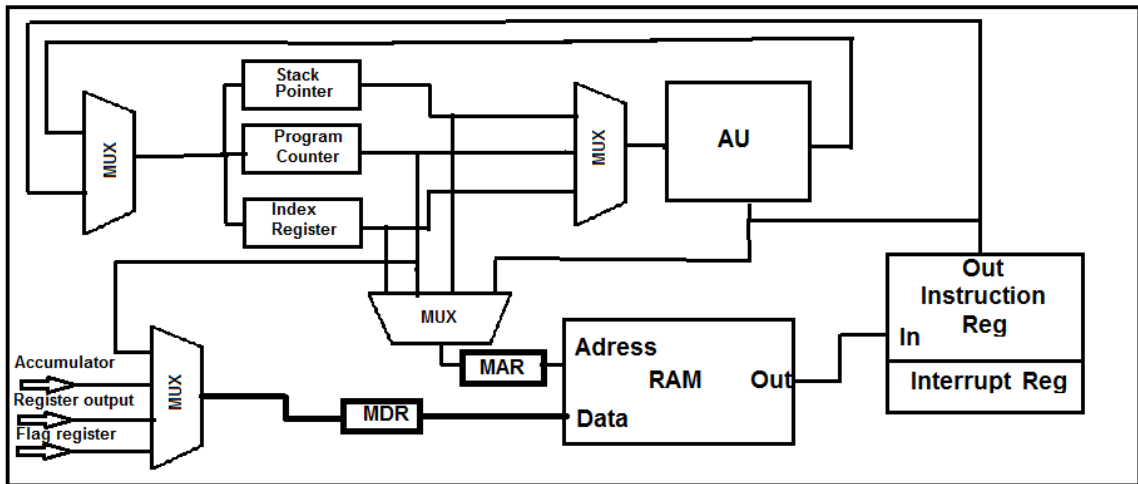 MUX
Stack
Pointer
Program
Counter
Index
Register
MUX
AU
MUX
Out
Instruction
Reg
In
Interrupt Reg
Adress
RAM
Out
Data
MAR
MDR
Accumulator
Register output
Flag register
MUX